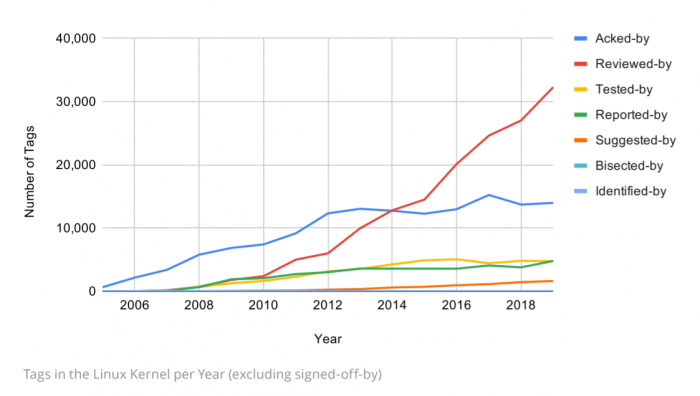 40,000
30,000
20,000
10,000
0
Number of Tags
2006 2008 2010 2012 2014 2016 2018
Year
Acked-by
Reviewed-by
Tested-by
Reported-by
Suggested-by
Bisected-by
Identified-by
Tags in the Linux Kernel per Year (excluding signed-off-by)